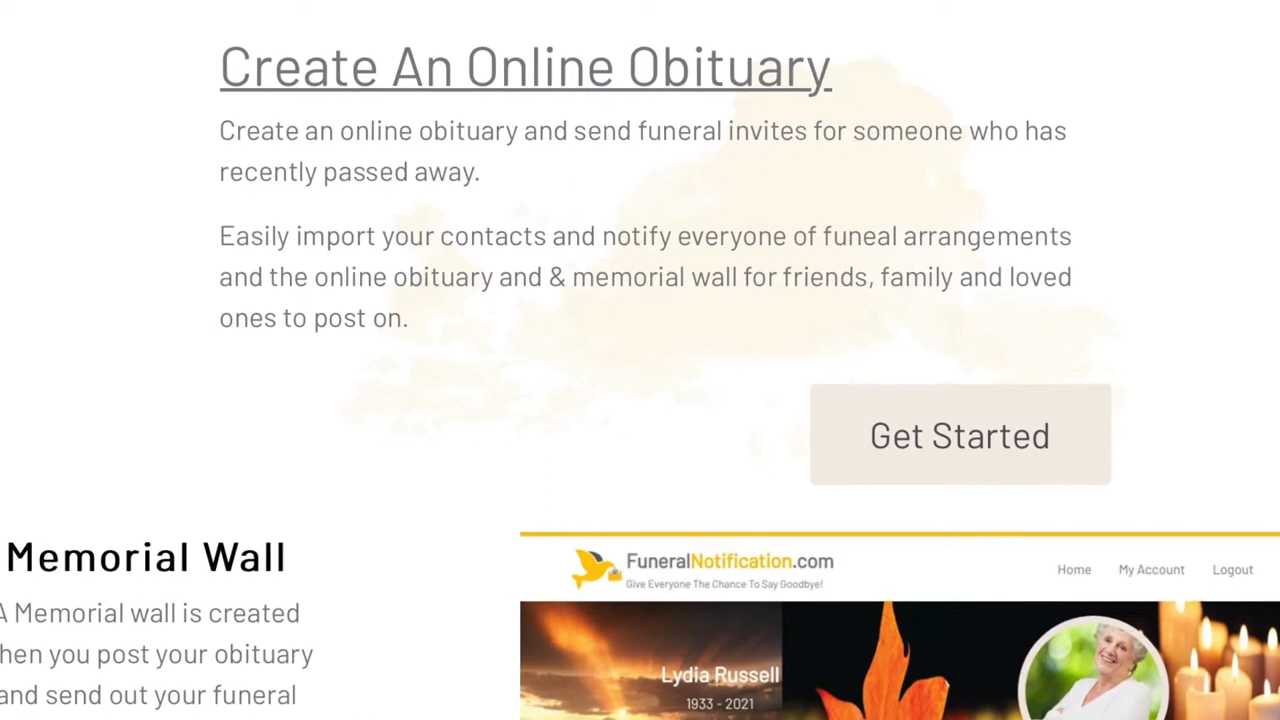 Create An Online Obituary
Create an online obituary and send funeral invites for someone who has
recently passed away.
Easily import your contacts and notify everyone of funeal arrangements
and the online obituary and & memorial wall for friends, family and loved
ones to post on.
Get Started
Memorial Wall
A Memorial wall is created
hen you post your obituary
and send out your funeral
FuneralNotification.com
Give Everyone The Chance To Say Goodbye!
Home My Account Logout
Lydia Russell
1933 - 2021